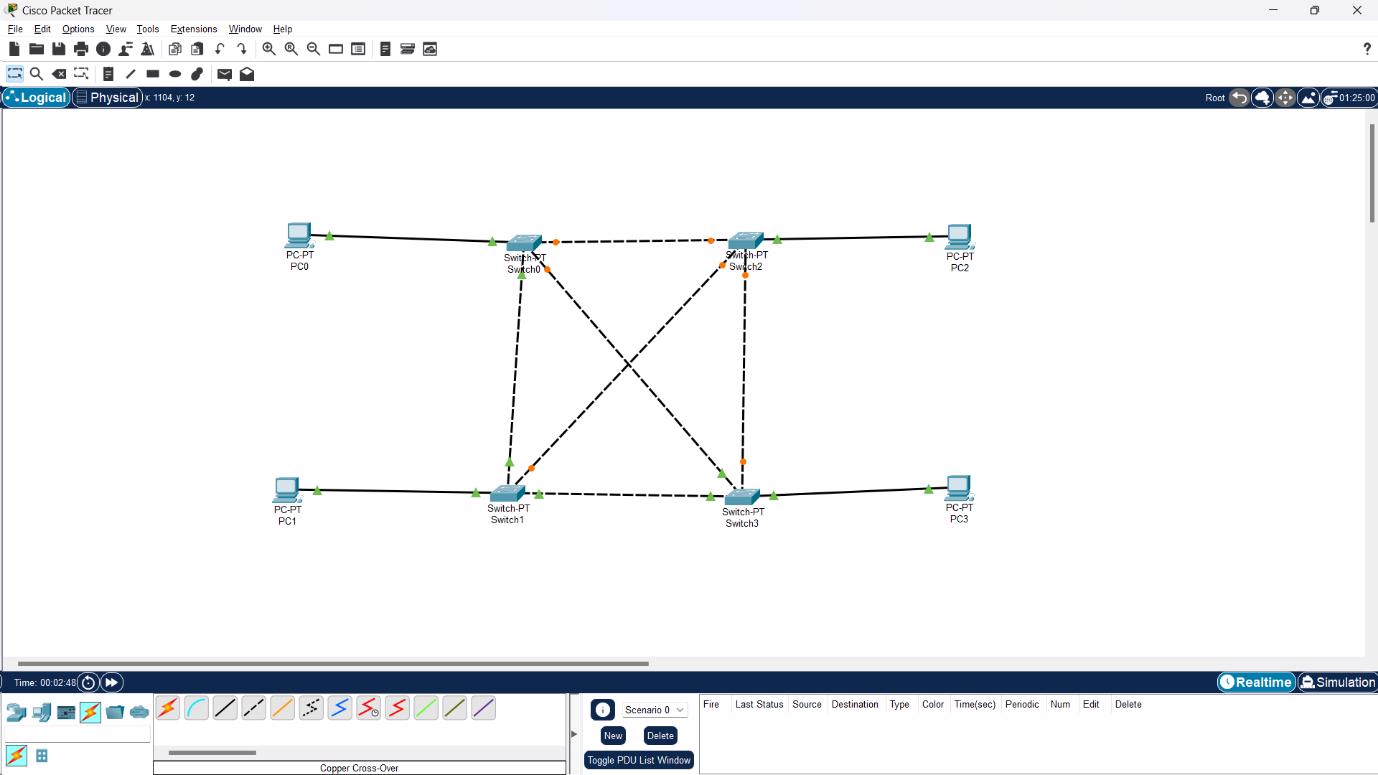 Cisco Packet Tracer
File Edit Options View Tools Extensions Window Help
?
Logical Physical x: 1104, y: 12 Root 01:25:00
PC-PT
PC0
Switch-PT
Switch0
Switch-PT
Switch2
PC-PT
PC2
PC-PT
PC1
Switch-PT
Switch1
Switch-PT
Switch3
PC-PT
PC3
Time: 00:02:48 Realtime Simulation
Scenario 0
New Delete
Toggle PDU List Window
Fire Last Status Source Destination Type Color Time(sec) Periodic Num Edit Delete
Copper Cross-Over